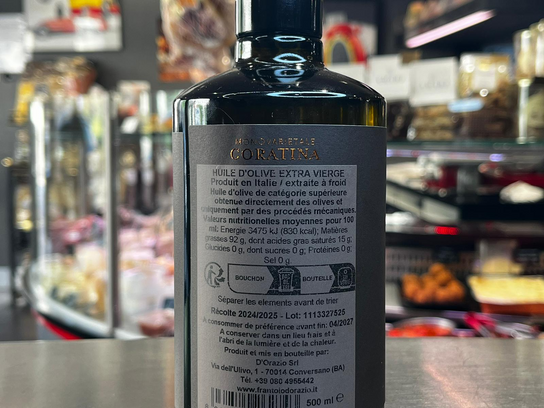 MONOVARIETALE
CORATINA
HUILE D'OLIVE EXTRA VIERGE
Produit en Italie / extraite à froid
Huile d'olive de catégorie supérieure
obtenue directement des olives et
uniquement par des procédés mécaniques.
Valeurs nutritionelles moyennes pour 100
ml. Energie 3475 kJ (830 kcal); Matières
grasses 92 g, dont acides gras saturés 15 g;
Glucides 0 g, dont sucres 0 g; Protéines 0 g;
Sel 0 g
BOUCHON
BOUTEILLE
Séparer les elements avant de trier
Récolte 2024/2025 - Lot: 1113327525
A consommer de préférence avant fin: 04/2027
A conserver dans un lieu frais et à
l'abri de la lumière et de la chaleur.
Produit et mis en bouteille par:
D'Orazio Srl
Via dell'Ulivo, 1 - 70014 Conversano (BA)
Tél. +39 080 4955442
www.frantoiodorazio.it
500 ml e